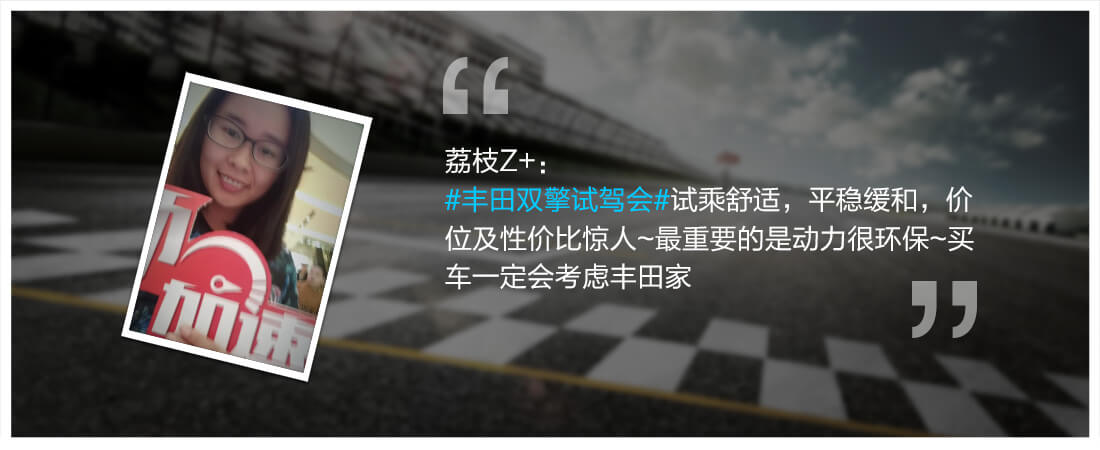 加速
荔枝Z+：
#丰田双擎试驾会#试乘舒适，平稳缓和，价
位及性价比惊人~最重要的是动力很环保~买
车一定会考虑丰田家